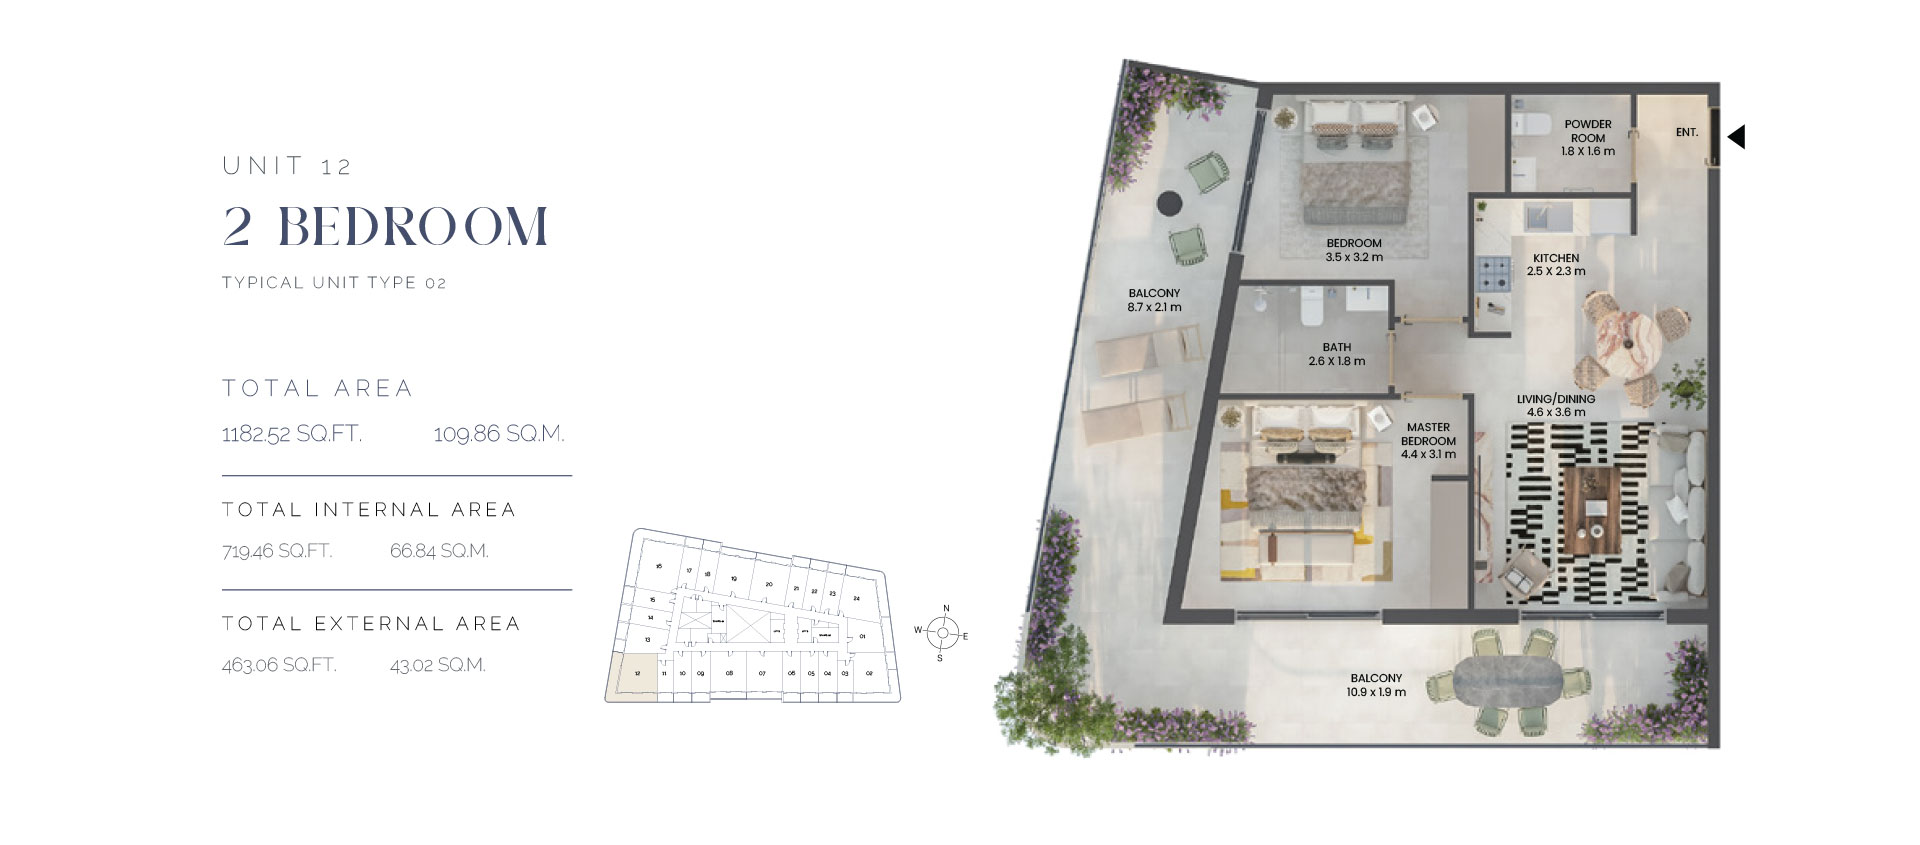 UNIT 12
2 BEDROOM
TYPICAL UNIT TYPE 02
TOTAL AREA
1182.52 SQ.FT. 109.86 SQ.M.
TOTAL INTERNAL AREA
719.46 SQ.FT. 66.84 SQ.M.
TOTAL EXTERNAL AREA
463.06 SQ.FT. 43.02 SQ.M.
16
17
18
19
20
21
22
23
24
15
14
13
01
12
11
10
09
08
07
06
05
04
03
02
N
W
E
S
POWDER
ROOM
1.8 X 1.6 m
ENT.
BEDROOM
3.5 x 3.2 m
KITCHEN
2.5 X 2.3 m
BALCONY
8.7 x 2.1 m
BATH
2.6 X 1.8 m
LIVING/DINING
4.6 x 3.6 m
MASTER
BEDROOM
4.4 x 3.1 m
BALCONY
10.9 x 1.9 m